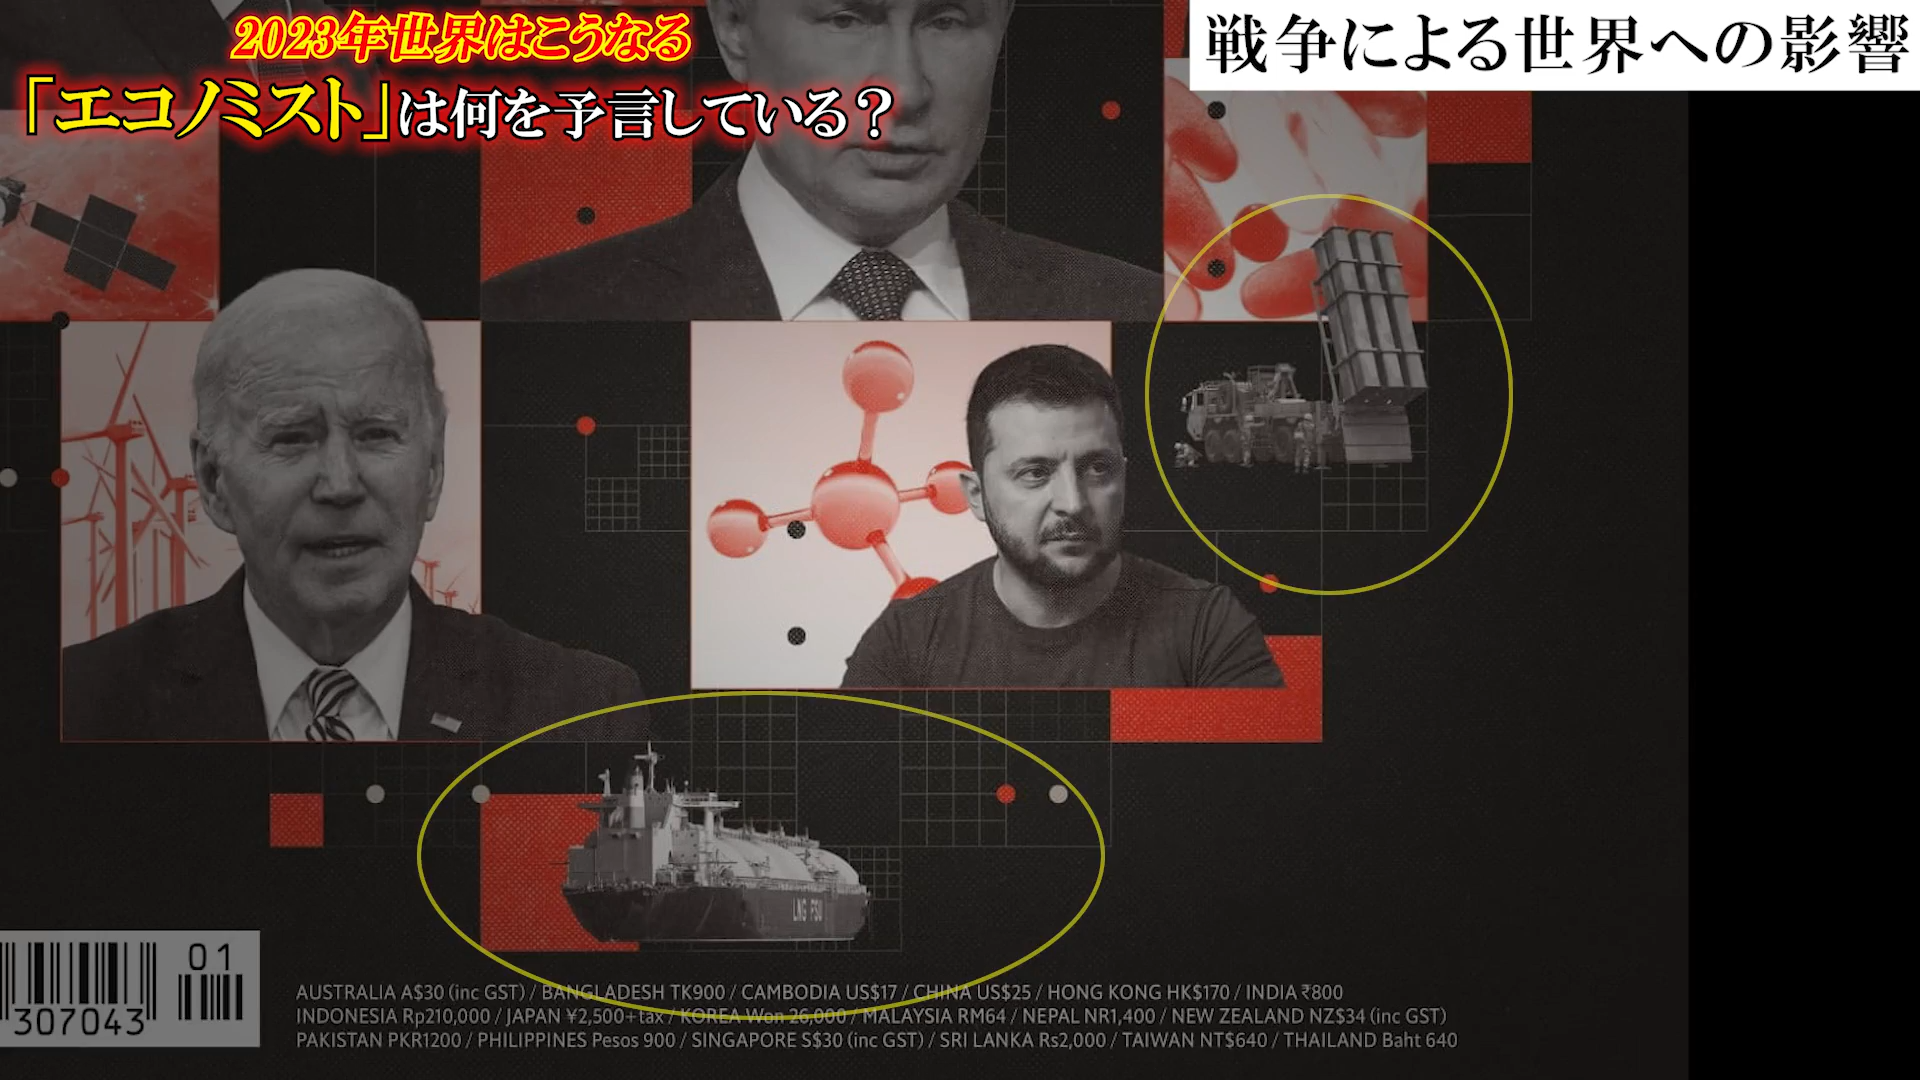 2023年世界はこうなる
「エコノミスト」は何を予言している？
戦争による世界への影響
LNG FSU
01
307043
AUSTRALIA A$30 (inc GST) / BANGLADESH TK900 / CAMBODIA US$17 / CHINA US$25 / HONG KONG HK$170 / INDIA ₹800
INDONESIA Rp210,000 / JAPAN ¥2,500+tax / KOREA Won 26,000 / MALAYSIA RM64 / NEPAL NR1,400 / NEW ZEALAND NZ$34 (inc GST)
PAKISTAN PKR1200 / PHILIPPINES Pesos 900 / SINGAPORE S$30 (inc GST) / SRI LANKA Rs2,000 / TAIWAN NT$640 / THAILAND Baht 640